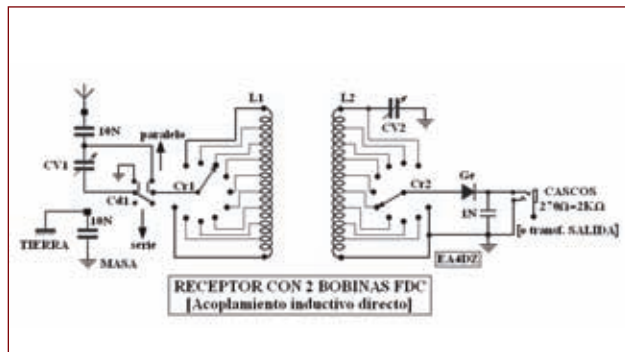 L1
L2
10N
paralelo
CV2
CV1
Cr1
Cd1
Ge
Cr2
CASCOS
1N
270Ω=2KΩ
10N
TIERRA
serie
[o transf. SALIDA]
MASA
EA4DZ
RECEPTOR CON 2 BOBINAS FDC
[Acoplamiento inductivo directo]